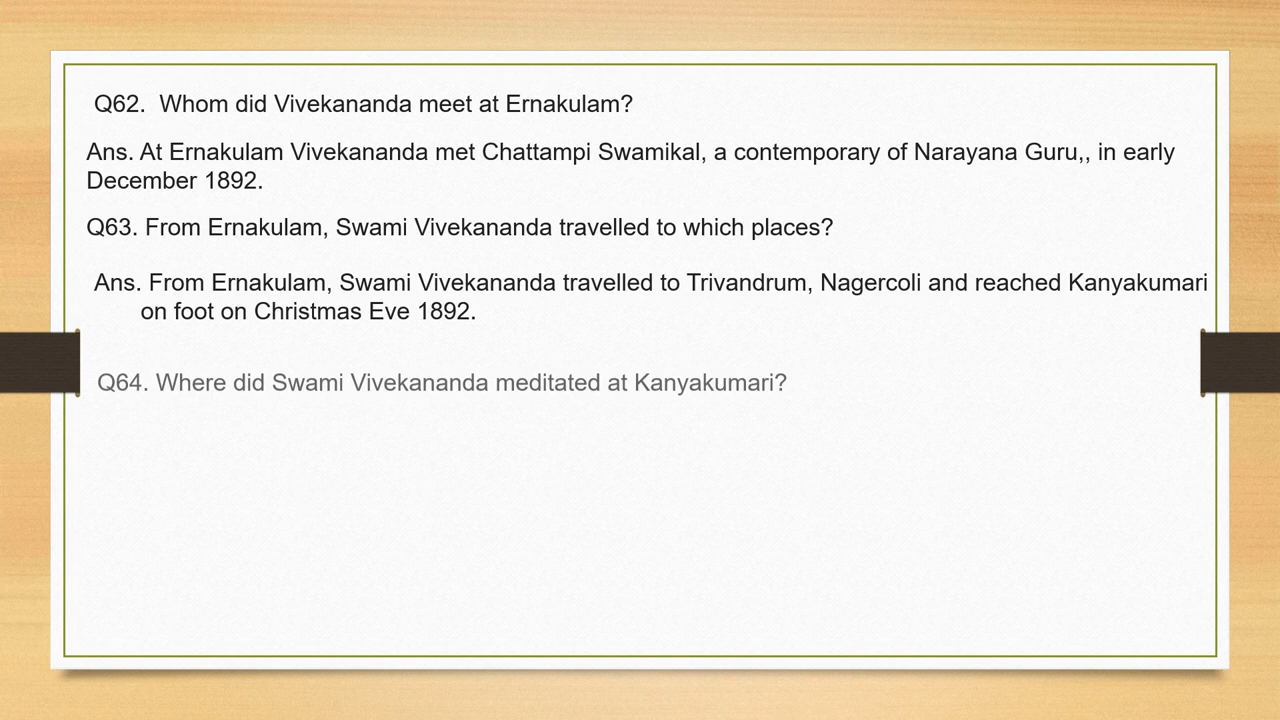 Q62.  Whom did Vivekananda meet at Ernakulam?
Ans. At Ernakulam Vivekananda met Chattampi Swamikal, a contemporary of Narayana Guru,, in early
December 1892.
Q63. From Ernakulam, Swami Vivekananda travelled to which places?
Ans. From Ernakulam, Swami Vivekananda travelled to Trivandrum, Nagercoli and reached Kanyakumari
on foot on Christmas Eve 1892.
Q64. Where did Swami Vivekananda meditated at Kanyakumari?